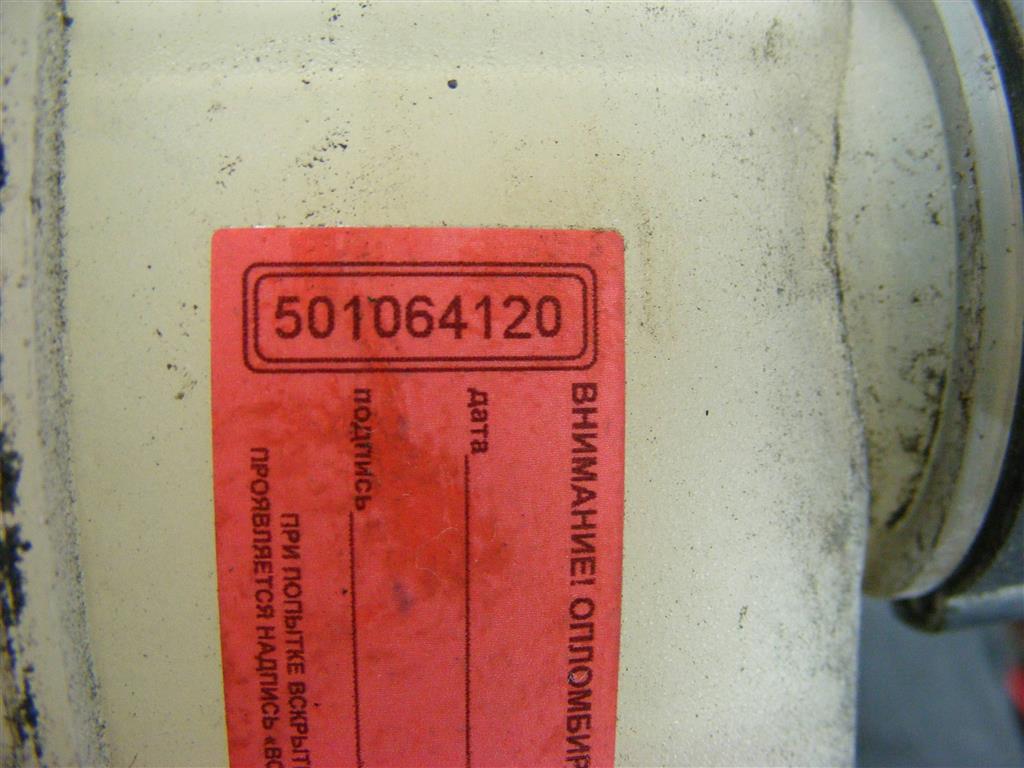 501064120
ВНИМАНИЕ! ОПЛОМБИР
дата
подпись
ПРИ ПОПЫТКЕ ВСКРЫТ
ПРОЯВЛЯЕТСЯ НАДПИСЬ «ВС